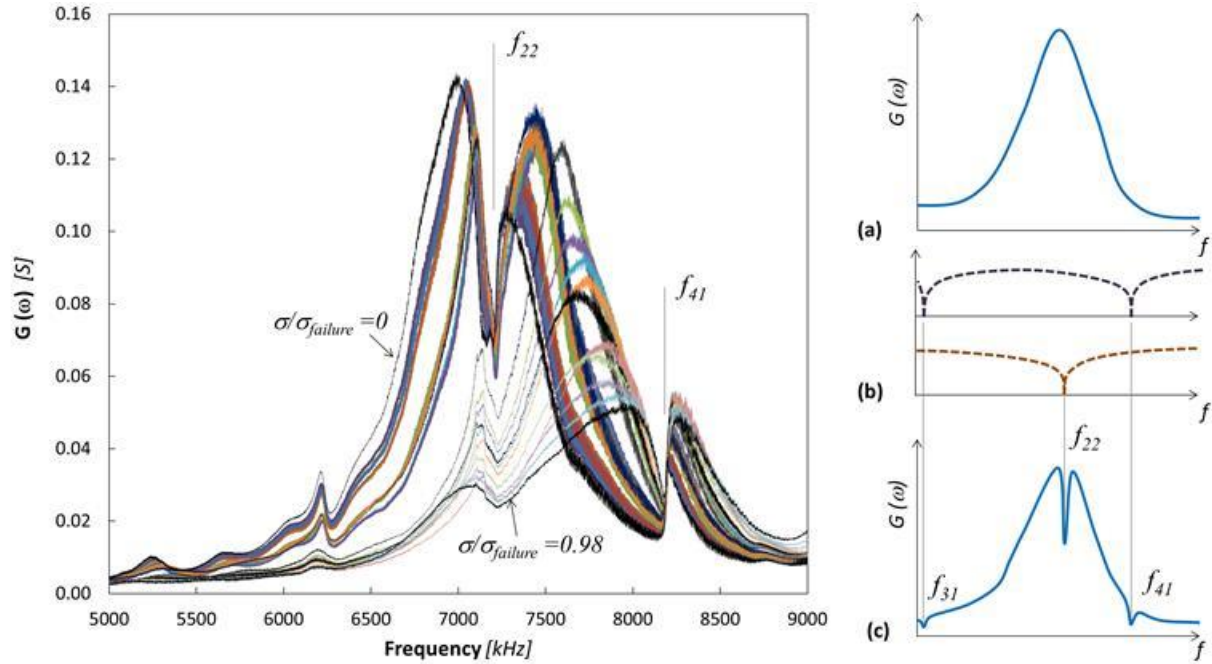 0.16
0.14
0.12
0.10
0.08
0.06
0.04
0.02
0.00
G (ω) [S]
5000 5500 6000 6500 7000 7500 8000 8500 9000
Frequency [kHz]
f22
f41
σ/σfailure =0
σ/σfailure =0.98
G (ω)
(a)
f
(b)
f
f22
G (ω)
f31
f41
(c)
f